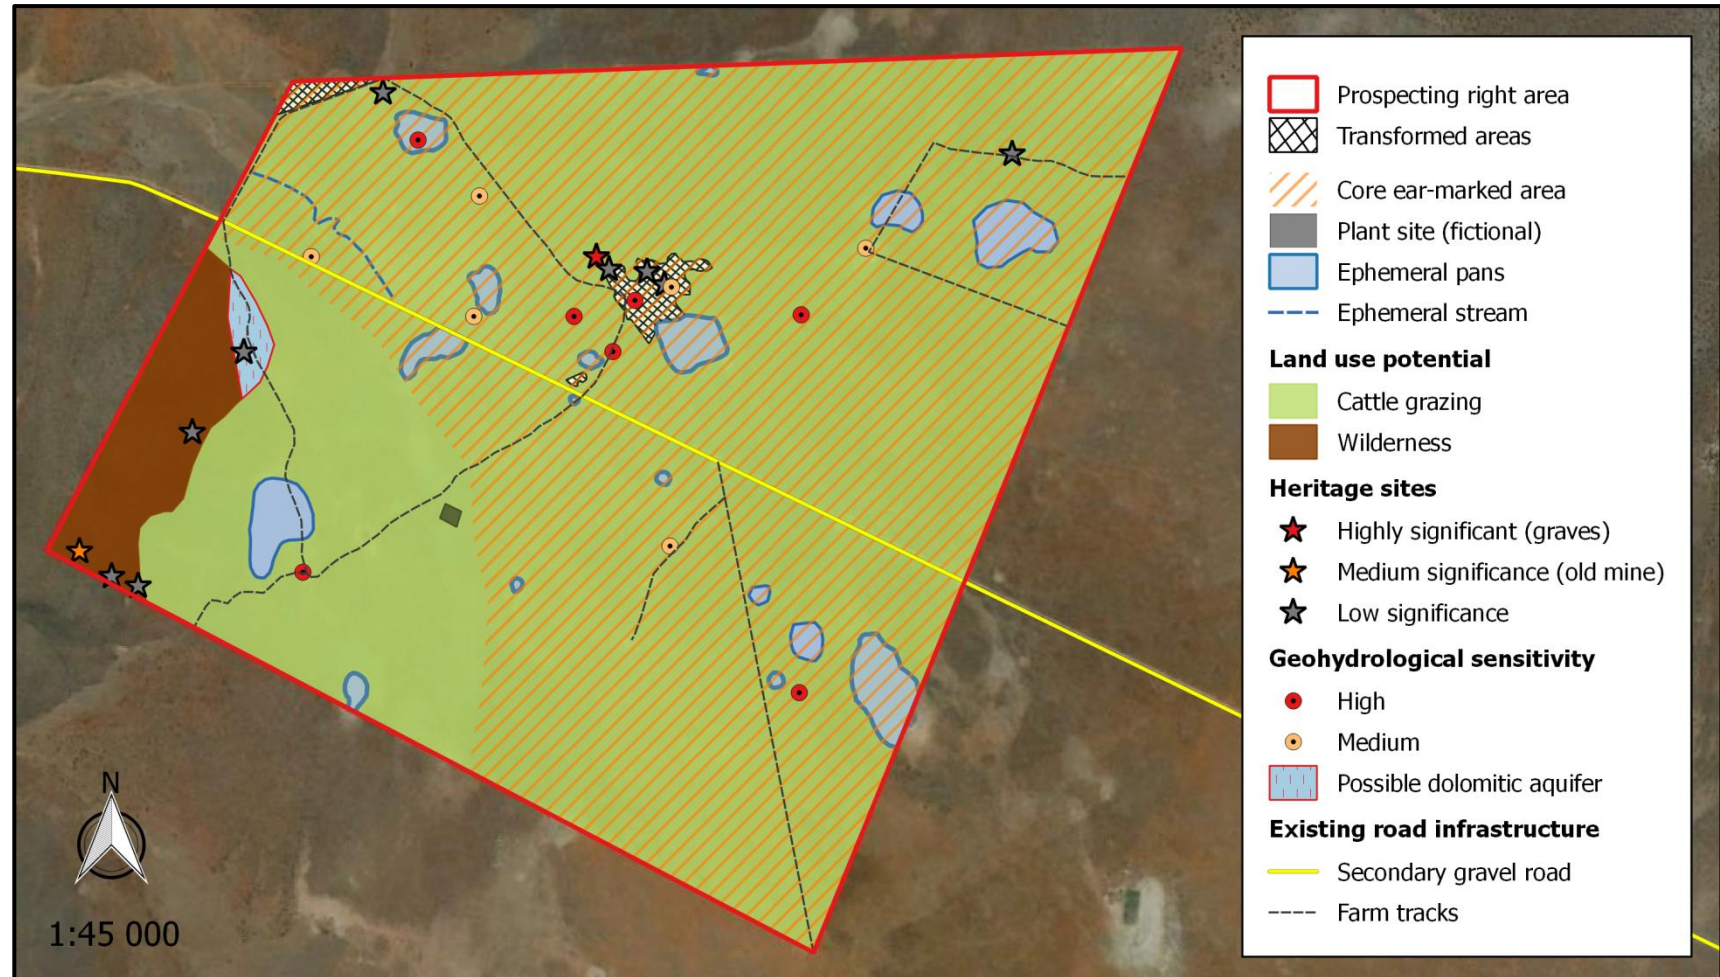 Prospecting right area
Transformed areas
Core ear-marked area
Plant site (fictional)
Ephemeral pans
Ephemeral stream
Land use potential
Cattle grazing
Wilderness
Heritage sites
Highly significant (graves)
Medium significance (old mine)
Low significance
Geohydrological sensitivity
High
Medium
Possible dolomitic aquifer
Existing road infrastructure
Secondary gravel road
Farm tracks
N
1:45 000